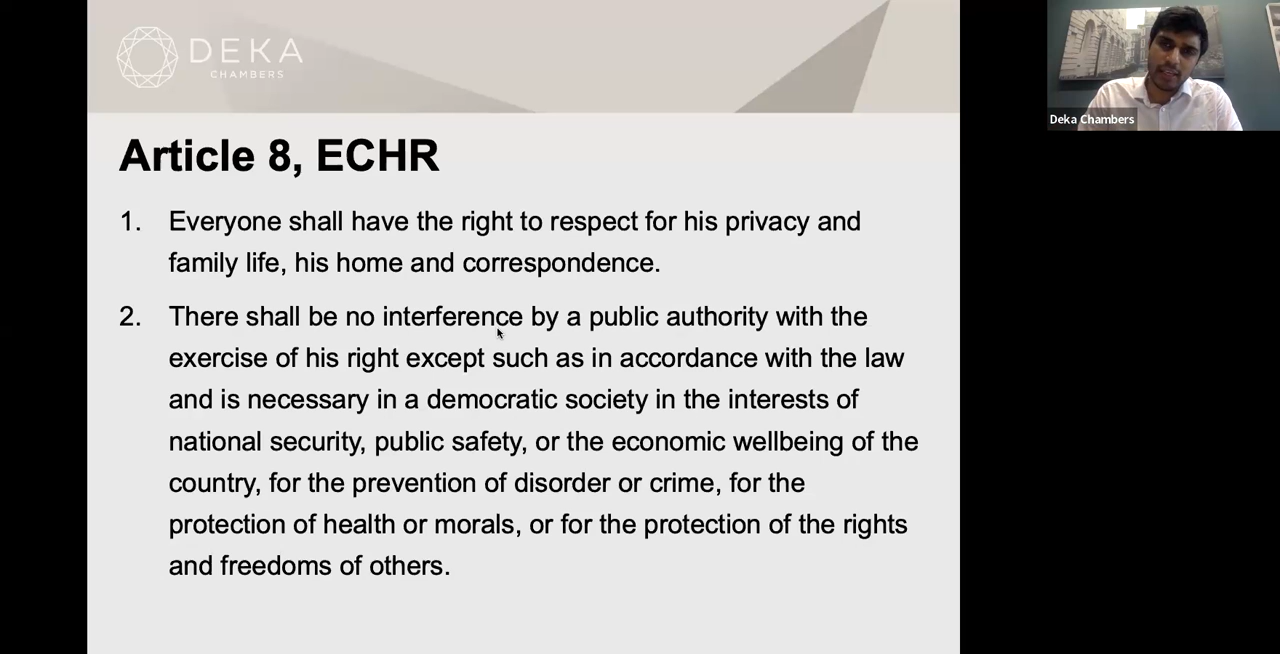 DEKA
CHAMBERS
Deka Chambers
Article 8, ECHR
1. Everyone shall have the right to respect for his privacy and
family life, his home and correspondence.
2. There shall be no interference by a public authority with the
exercise of his right except such as in accordance with the law
and is necessary in a democratic society in the interests of
national security, public safety, or the economic wellbeing of the
country, for the prevention of disorder or crime, for the
protection of health or morals, or for the protection of the rights
and freedoms of others.